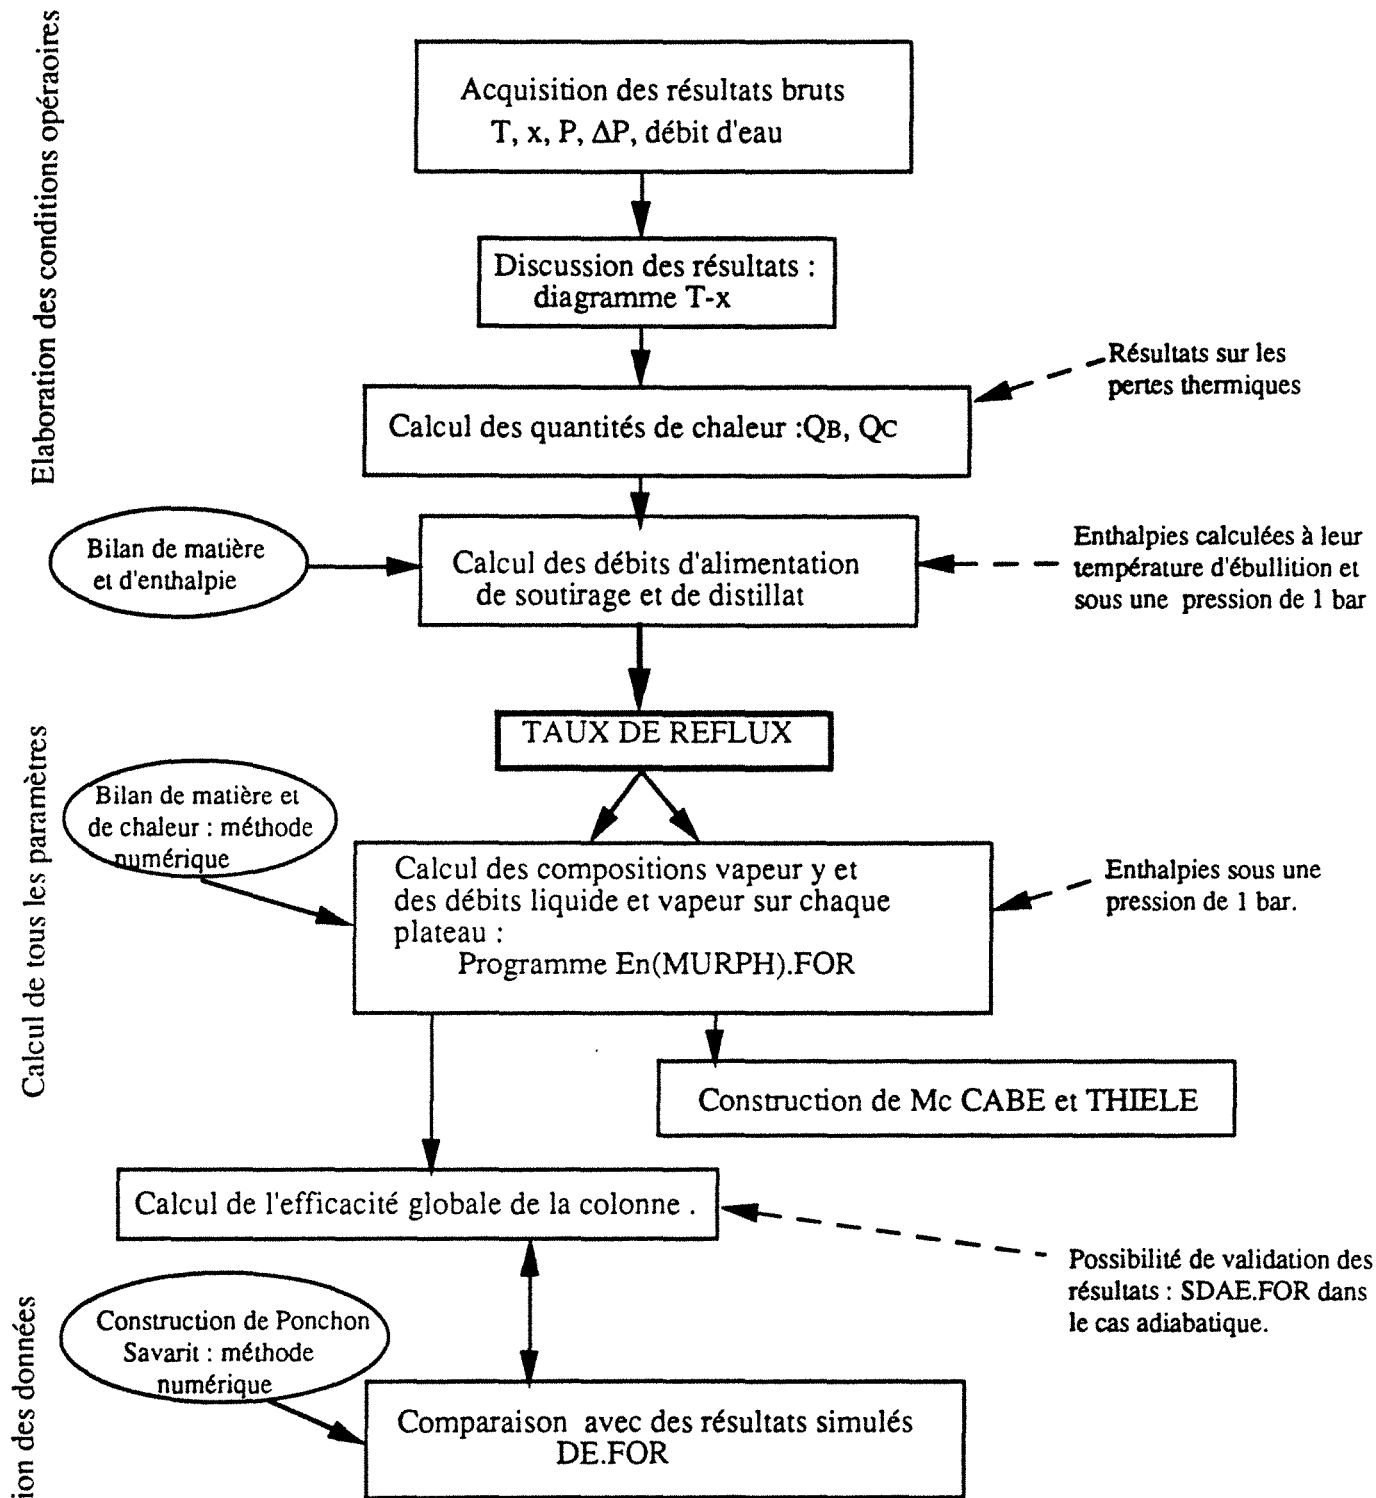 Elaboration des conditions opéraoires
Acquisition des résultats bruts
T, x, P, ΔP, débit d'eau
Discussion des résultats :
diagramme T-x
Résultats sur les
pertes thermiques
Calcul des quantités de chaleur :QB, QC
Bilan de matière
et d'enthalpie
Calcul des débits d'alimentation
de soutirage et de distillat
Enthalpies calculées à leur
température d'ébullition et
sous une pression de 1 bar
TAUX DE REFLUX
Calcul de tous les paramètres
Bilan de matière et
de chaleur : méthode
numérique
Calcul des compositions vapeur y et
des débits liquide et vapeur sur chaque
plateau :
Programme En(MURPH).FOR
Enthalpies sous une
pression de 1 bar.
Construction de Mc CABE et THIELE
Calcul de l'efficacité globale de la colonne .
Possibilité de validation des
résultats : SDAE.FOR dans
le cas adiabatique.
ion des données
Construction de Ponchon
Savarit : méthode
numérique
Comparaison avec des résultats simulés
DE.FOR